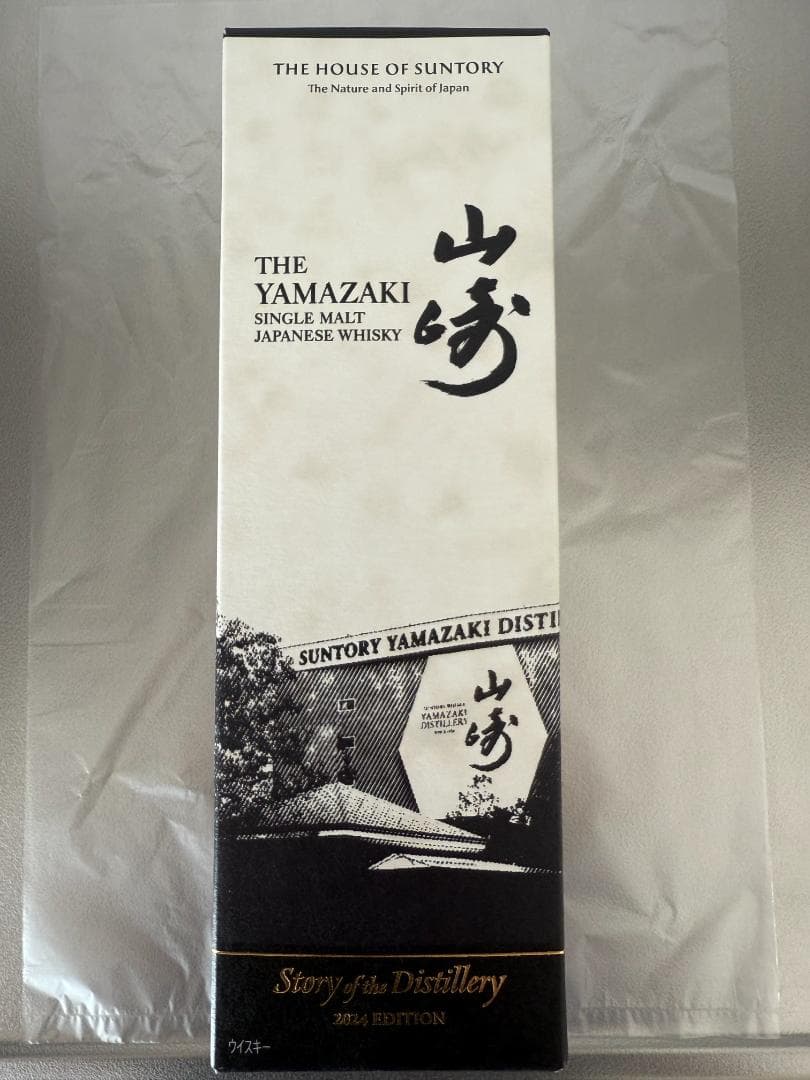 THE HOUSE OF SUNTORY
The Nature and Spirit of Japan
山崎
THE
YAMAZAKI
SINGLE MALT
JAPANESE WHISKY
SUNTORY YAMAZAKI DISTI
山崎
YAMAZAKI
DISTILLERY
Story of the Distillery
2024 EDITION
ウイスキー